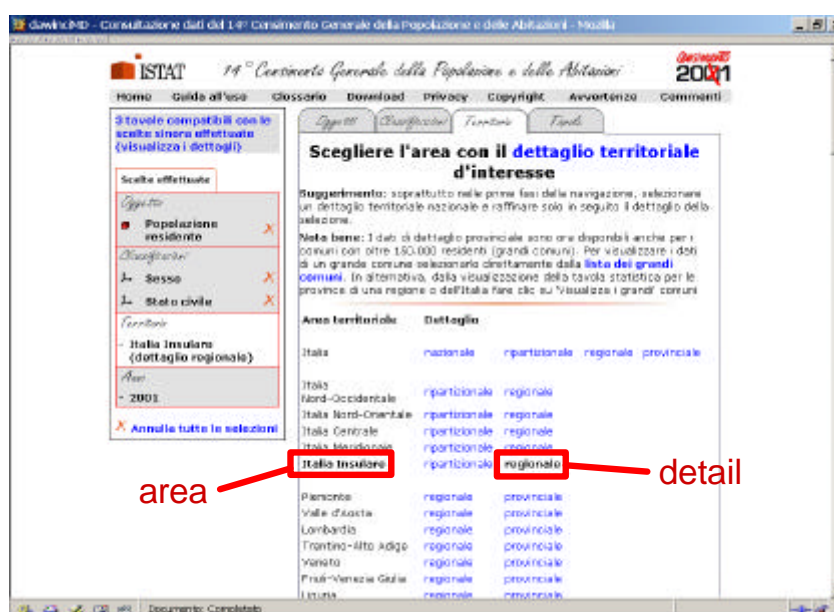 dawinciMD - Consultazione dati del 14° Censimento Generale della Popolazione e delle Abitazioni - Mozilla
ISTAT 14° Censimento Generale della Popolazione e delle Abitazioni Censimento 2001
Home Guida all'uso Glossario Download Privacy Copyright Avvertenze Commenti
3 tavole compatibili con le
scelte sinora effettuate
(visualizza i dettagli)
Scelte effettuate
Oggetto
Popolazione
residente X
Classificazioni
Sesso X
Stato civile X
Territorio
- Italia Insulare
(dettaglio regionale)
Anno
- 2001
X Annulla tutte le selezioni
Oggetti Classificazioni Territorio Tavole
Scegliere l'area con il dettaglio territoriale
d'interesse
Suggerimento: soprattutto nelle prime fasi della navigazione, selezionare
un dettaglio territoriale nazionale e raffinare solo in seguito il dettaglio della
selezione.
Nota bene: I dati di dettaglio provinciale sono ora disponibili anche per i
comuni con oltre 150.000 residenti (grandi comuni). Per visualizzare i dati
di un grande comune selezionarlo direttamente dalla lista dei grandi
comuni. In alternativa, dalla visualizzazione della tavola statistica per le
province di una regione o dell'Italia fare clic su 'Visualizza i grandi' comuni
Area territoriale Dettaglio
Italia nazionale ripartizionale regionale provinciale
Italia
Nord-Occidentale ripartizionale regionale
Italia Nord-Orientale ripartizionale regionale
Italia Centrale ripartizionale regionale
Italia Meridionale ripartizionale regionale
Italia Insulare ripartizionale regionale
area
detail
Piemonte regionale provinciale
Valle d'Aosta regionale provinciale
Lombardia regionale provinciale
Trentino-Alto Adige regionale provinciale
Veneto regionale provinciale
Friuli-Venezia Giulia regionale provinciale
Liguria regionale provinciale
Documento: Completato